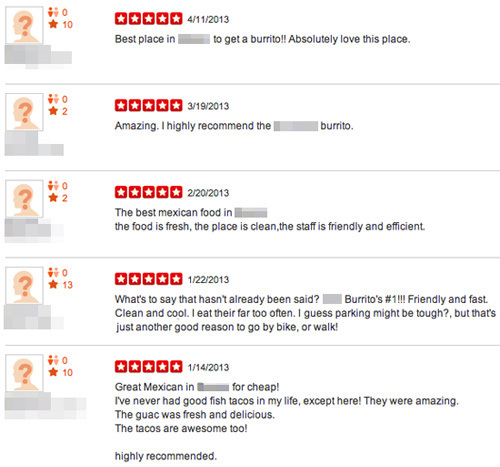 0
10
4/11/2013
Best place in to get a burrito!! Absolutely love this place.
0
2
3/19/2013
Amazing. I highly recommend the burrito.
0
2
2/20/2013
The best mexican food in
the food is fresh, the place is clean,the staff is friendly and efficient.
0
13
1/22/2013
What's to say that hasn't already been said? Burrito's #1!!! Friendly and fast.
Clean and cool. I eat their far too often. I guess parking might be tough?, but that's
just another good reason to go by bike, or walk!
0
10
1/14/2013
Great Mexican in for cheap!
I've never had good fish tacos in my life, except here! They were amazing.
The guac was fresh and delicious.
The tacos are awesome too!
highly recommended.